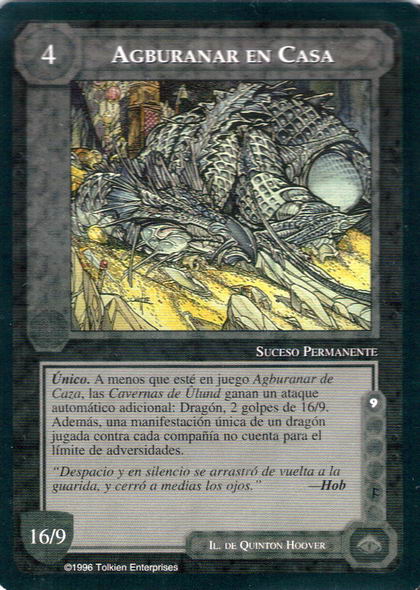 4
AGBURANAR EN CASA
SUCESO PERMANENTE
Único. A menos que esté en juego Agburanar de
Caza, las Cavernas de Úlund ganan un ataque
automático adicional: Dragón, 2 golpes de 16/9.
Además, una manifestación única de un dragón
jugada contra cada compañía no cuenta para el
límite de adversidades.
9
"Despacio y en silencio se arrastró de vuelta a la
guarida, y cerró a medias los ojos." —Hob
16/9
IL. DE QUINTON HOOVER
©1996 Tolkien Enterprises